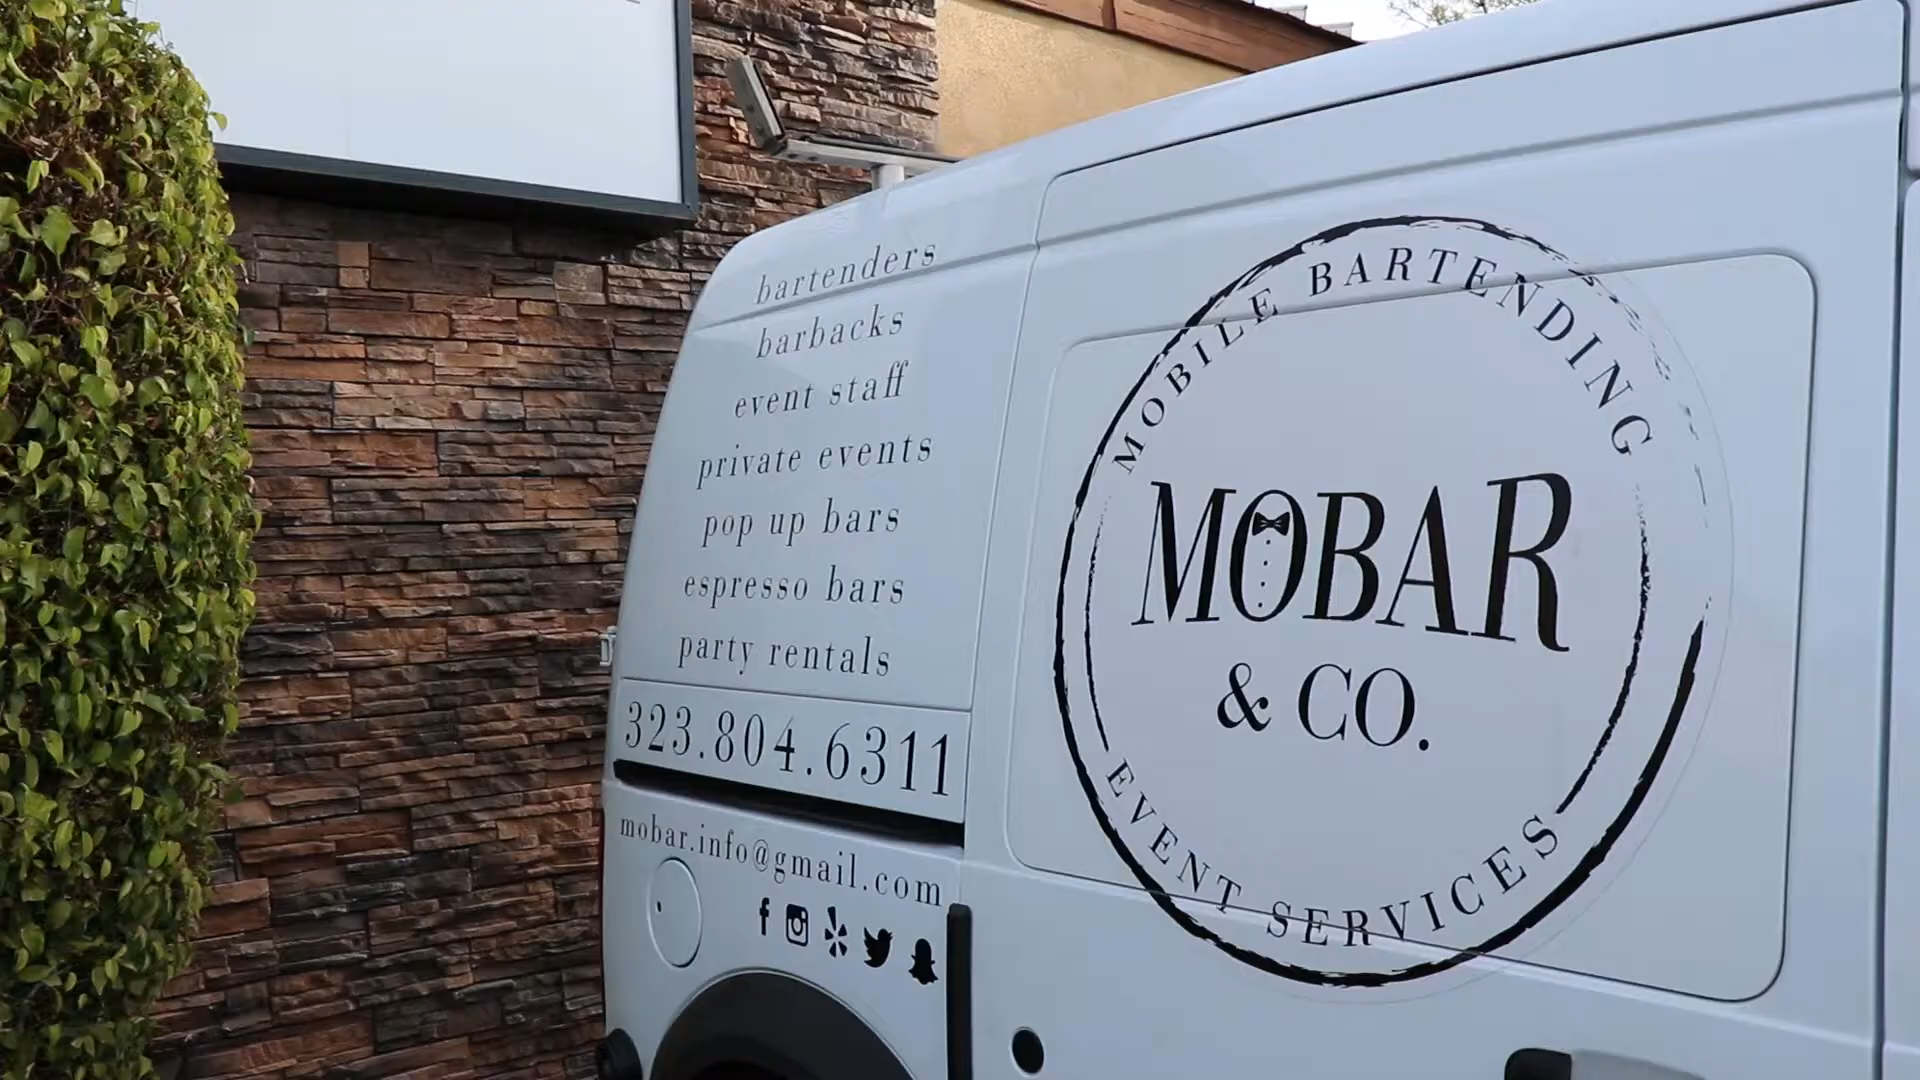 bartenders
barbacks
event staff
private events
pop up bars
espresso bars
party rentals
323.804.6311
mobar.info@gmail.com
MOBILE BARTENDING
MOBAR
& CO.
EVENT SERVICES